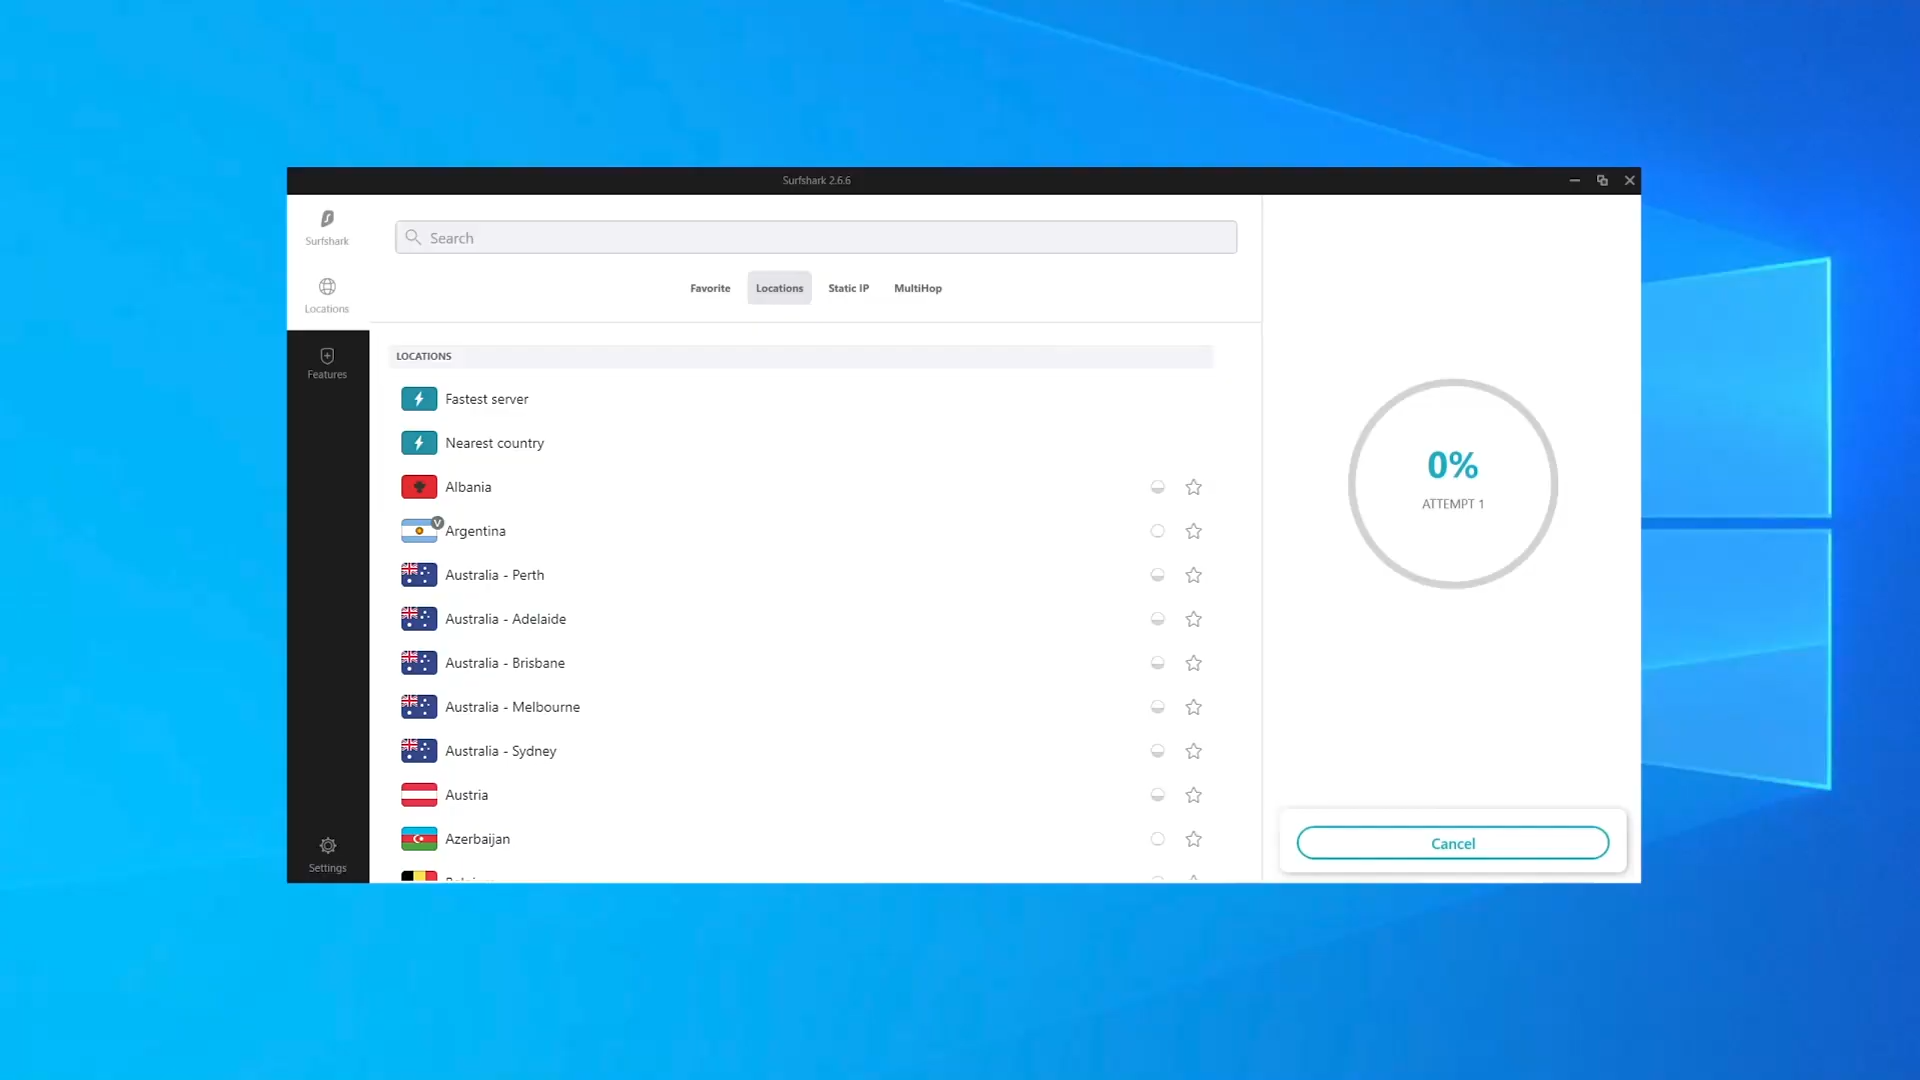 Surfshark 2.6.6
Surfshark
Locations
Features
Settings
Search
Favorite
Locations
Static IP
MultiHop
LOCATIONS
Fastest server
Nearest country
Albania
V
Argentina
Australia - Perth
Australia - Adelaide
Australia - Brisbane
Australia - Melbourne
Australia - Sydney
Austria
Azerbaijan
0%
ATTEMPT 1
Cancel